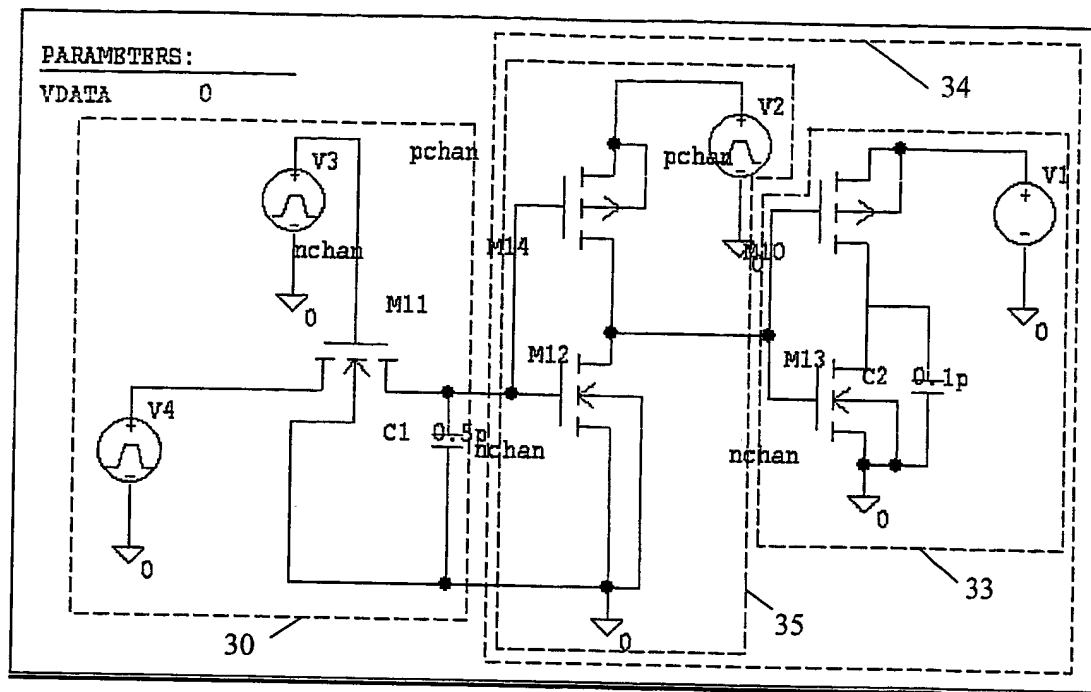 PARAMETERS:
VDATA 0
34
V3
pchan
V2
pchan
V1
nchan
M14
M10
0
0
0
M11
M12
M13
C2 0.1p
V4
C1 0.5p
nchan
nchan
0
0
0
33
35
30